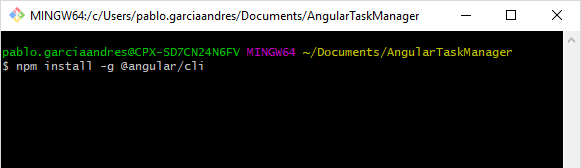 MINGW64:/c/Users/pablo.garciaandres/Documents/AngularTaskManager
pablo.garciaandres@CPX-SD7CN24N6FV MINGW64 ~/Documents/AngularTaskManager
$ npm install -g @angular/cli